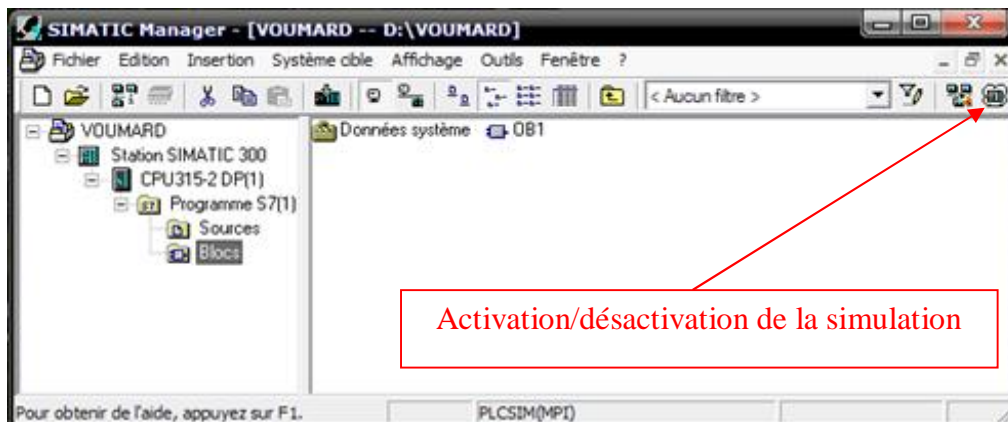 SIMATIC Manager - [VOUMARD -- D:\VOUMARD]
Fichier Edition Insertion Système cible Affichage Outils Fenêtre ?
< Aucun filtre >
VOUMARD
Station SIMATIC 300
CPU315-2 DP(1)
Programme S7(1)
Sources
Blocs
Données système OB1
Activation/désactivation de la simulation
Pour obtenir de l'aide, appuyez sur F1. PLCSIM(MPI)